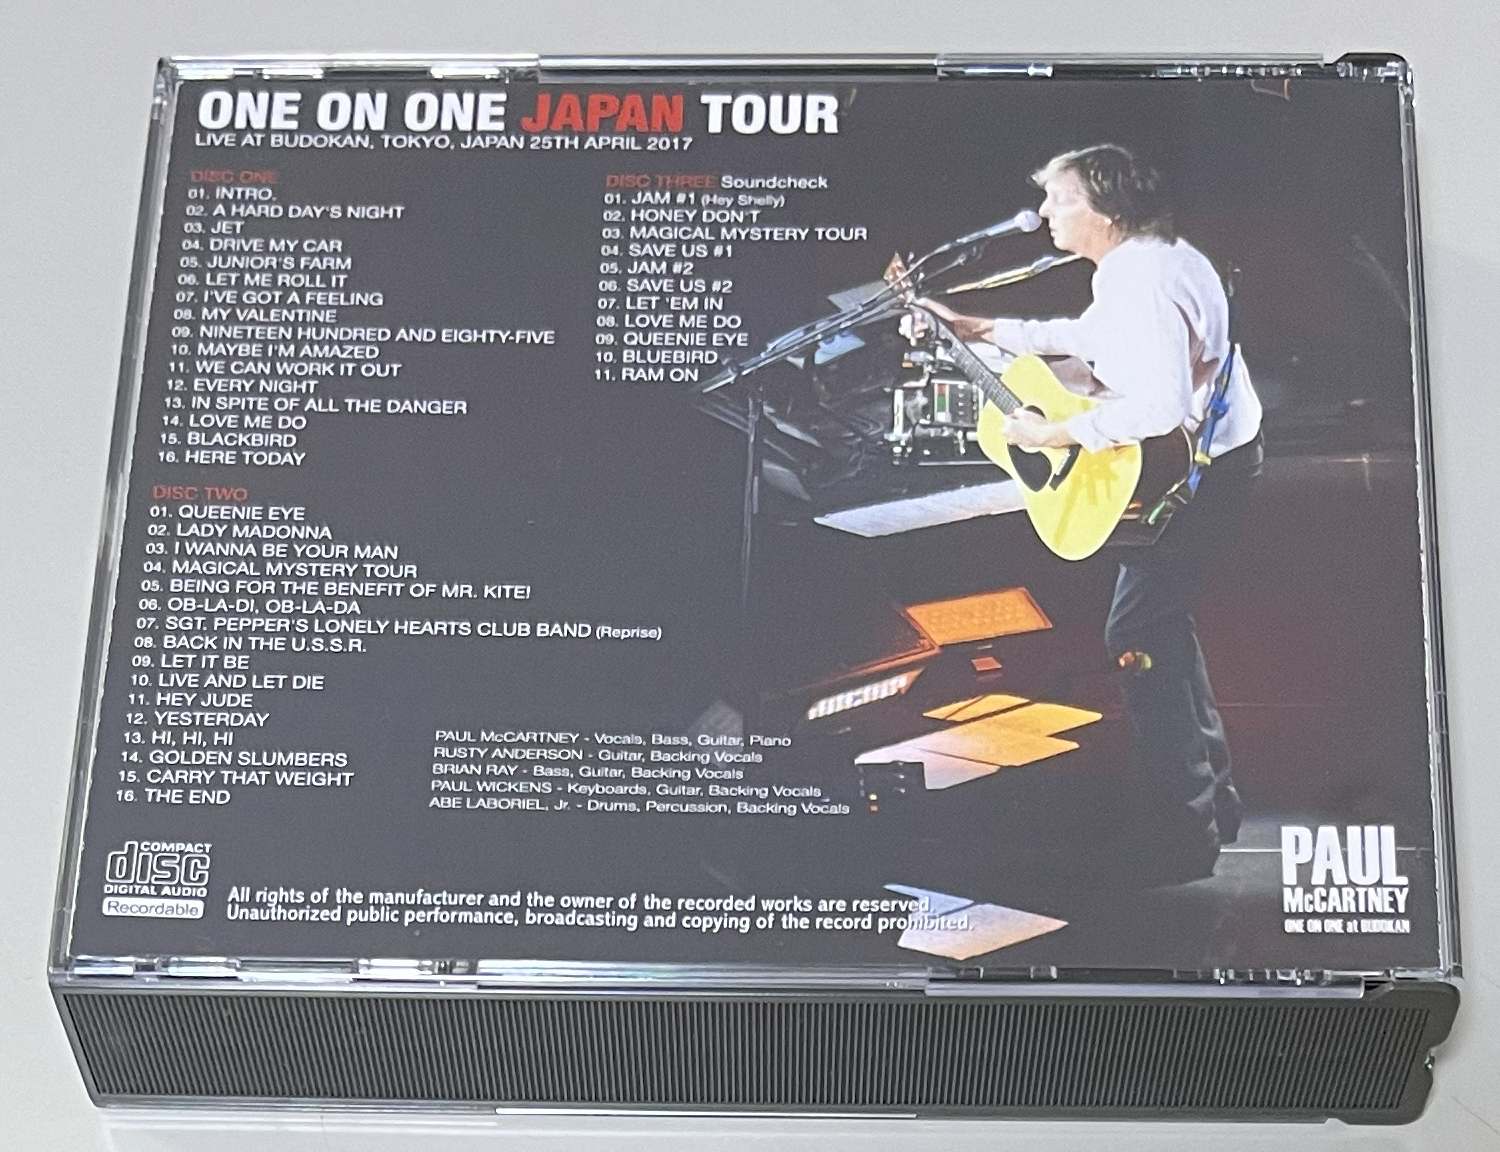 ONE ON ONE JAPAN TOUR
LIVE AT BUDOKAN, TOKYO, JAPAN 25TH APRIL 2017
DISC ONE
01. INTRO.
02. A HARD DAY'S NIGHT
03. JET
04. DRIVE MY CAR
05. JUNIOR'S FARM
06. LET ME ROLL IT
07. I'VE GOT A FEELING
08. MY VALENTINE
09. NINETEEN HUNDRED AND EIGHTY-FIVE
10. MAYBE I'M AMAZED
11. WE CAN WORK IT OUT
12. EVERY NIGHT
13. IN SPITE OF ALL THE DANGER
14. LOVE ME DO
15. BLACKBIRD
16. HERE TODAY
DISC TWO
01. QUEENIE EYE
02. LADY MADONNA
03. I WANNA BE YOUR MAN
04. MAGICAL MYSTERY TOUR
05. BEING FOR THE BENEFIT OF MR. KITE!
06. OB-LA-DI, OB-LA-DA
07. SGT. PEPPER'S LONELY HEARTS CLUB BAND (Reprise)
08. BACK IN THE U.S.S.R.
09. LET IT BE
10. LIVE AND LET DIE
11. HEY JUDE
12. YESTERDAY
13. HI, HI, HI
14. GOLDEN SLUMBERS
15. CARRY THAT WEIGHT
16. THE END
DISC THREE Soundcheck
01. JAM #1 (Hey Shelly)
02. HONEY DON'T
03. MAGICAL MYSTERY TOUR
04. SAVE US #1
05. JAM #2
06. SAVE US #2
07. LET 'EM IN
08. LOVE ME DO
09. QUEENIE EYE
10. BLUEBIRD
11. RAM ON
PAUL McCARTNEY - Vocals, Bass, Guitar, Piano
RUSTY ANDERSON - Guitar, Backing Vocals
BRIAN RAY - Bass, Guitar, Backing Vocals
PAUL WICKENS - Keyboards, Guitar, Backing Vocals
ABE LABORIEL, Jr. - Drums, Percussion, Backing Vocals
COMPACT
disc
DIGITAL AUDIO
Recordable
All rights of the manufacturer and the owner of the recorded works are reserved.
Unauthorized public performance, broadcasting and copying of the record prohibited.
PAUL
McCARTNEY
ONE ON ONE at BUDOKAN